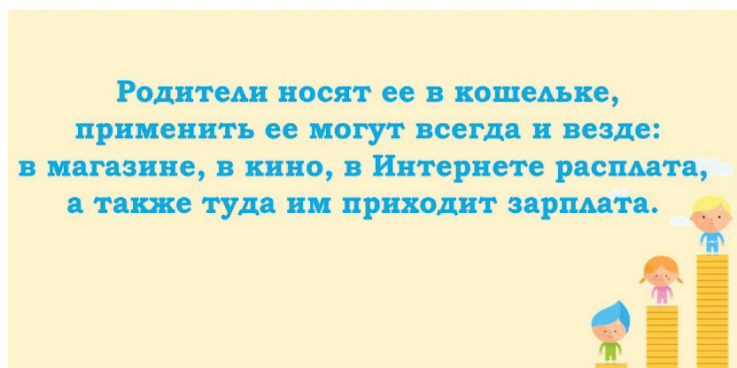 Родители носят ее в кошельке,
применить ее могут всегда и везде:
в магазине, в кино, в Интернете расплата,
а также туда им приходит зарплата.